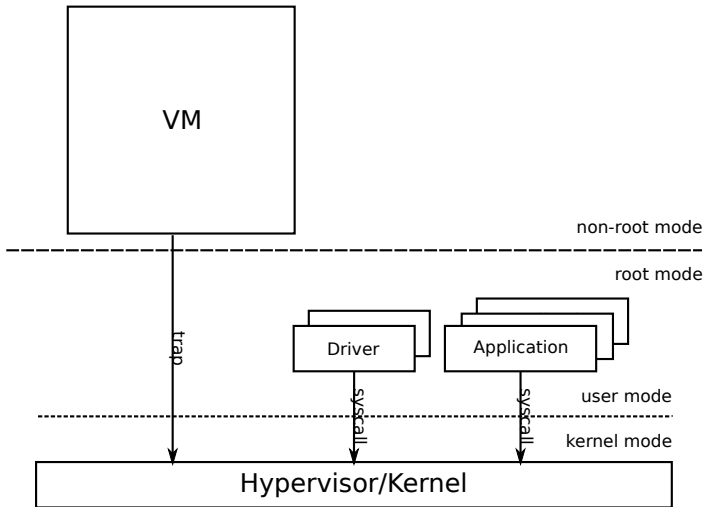 VM
non-root mode
root mode
trap
Driver
Application
syscall
syscall
user mode
kernel mode
Hypervisor/Kernel